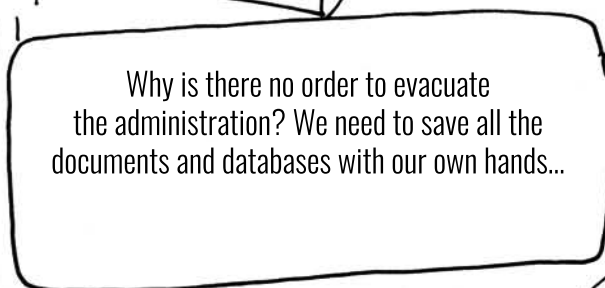 Why is there no order to evacuate
the administration? We need to save all the
documents and databases with our own hands...